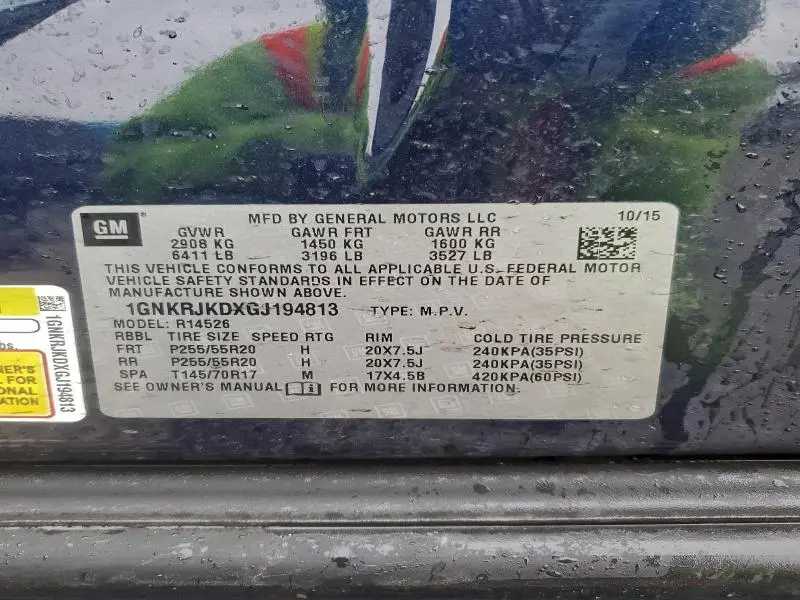 GM
MFD BY GENERAL MOTORS LLC 10/15
GVWR GAWR FRT GAWR RR
2908 KG 1450 KG 1600 KG
6411 LB 3196 LB 3527 LB
THIS VEHICLE CONFORMS TO ALL APPLICABLE U.S. FEDERAL MOTOR
VEHICLE SAFETY STANDARDS IN EFFECT ON THE DATE OF
MANUFACTURE SHOWN ABOVE.
1GNKRJKDXGJ194813 TYPE: M.P.V.
MODEL: R14526
RBBL TIRE SIZE SPEED RTG RIM COLD TIRE PRESSURE
FRT P255/55R20 H 20X7.5J 240KPA(35PSI)
RR P255/55R20 H 20X7.5J 240KPA(35PSI)
SPA T145/70R17 M 17X4.5B 420KPA(60PSI)
SEE OWNER'S MANUAL FOR MORE INFORMATION.
1GNKRJKDXGJ194813